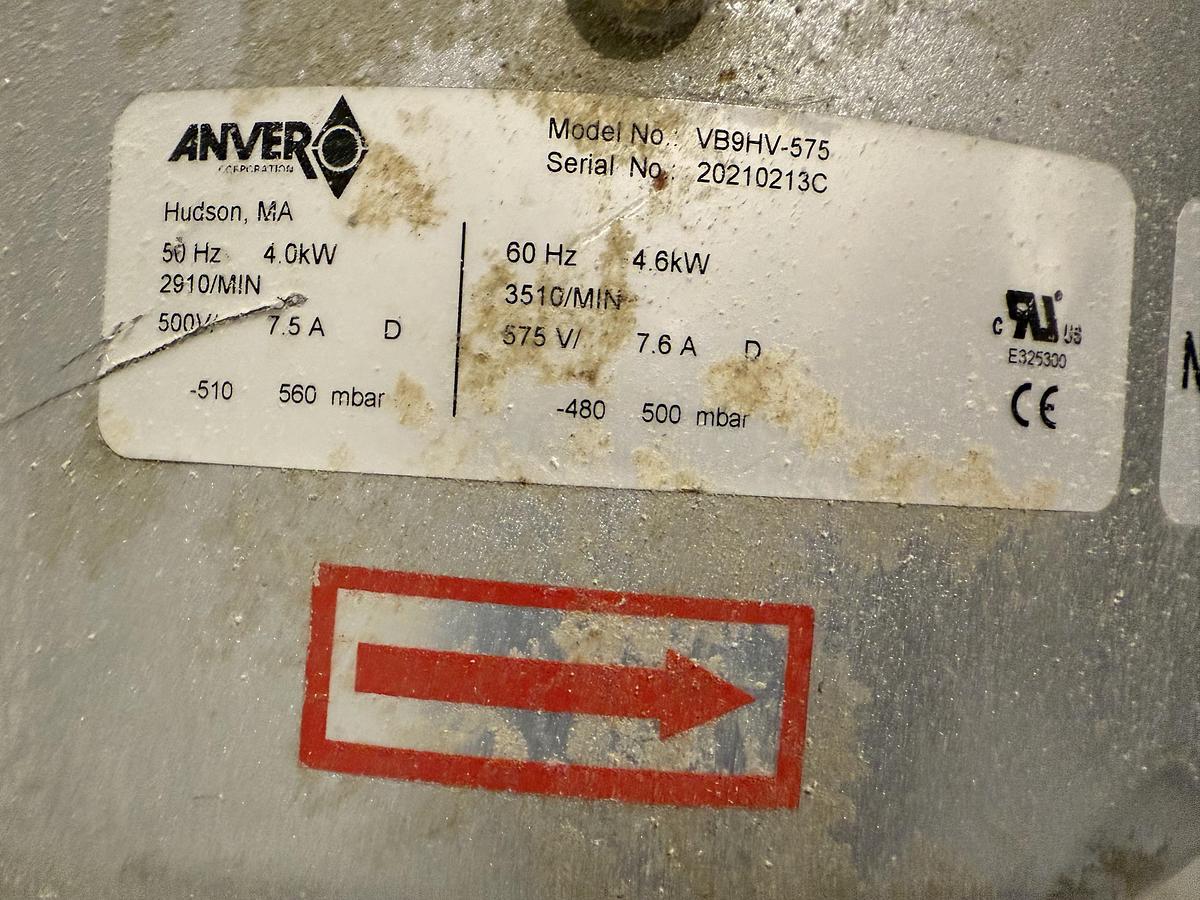 ANVER
CORPORATION
Model No.: VB9HV-575
Serial No.: 20210213C
Hudson, MA
50 Hz 4.0kW
2910/MIN
500V/ 7.5 A D
-510 560 mbar
60 Hz 4.6kW
3510/MIN
575 V/ 7.6 A D
-480 500 mbar
c RU® US
E325300
CE